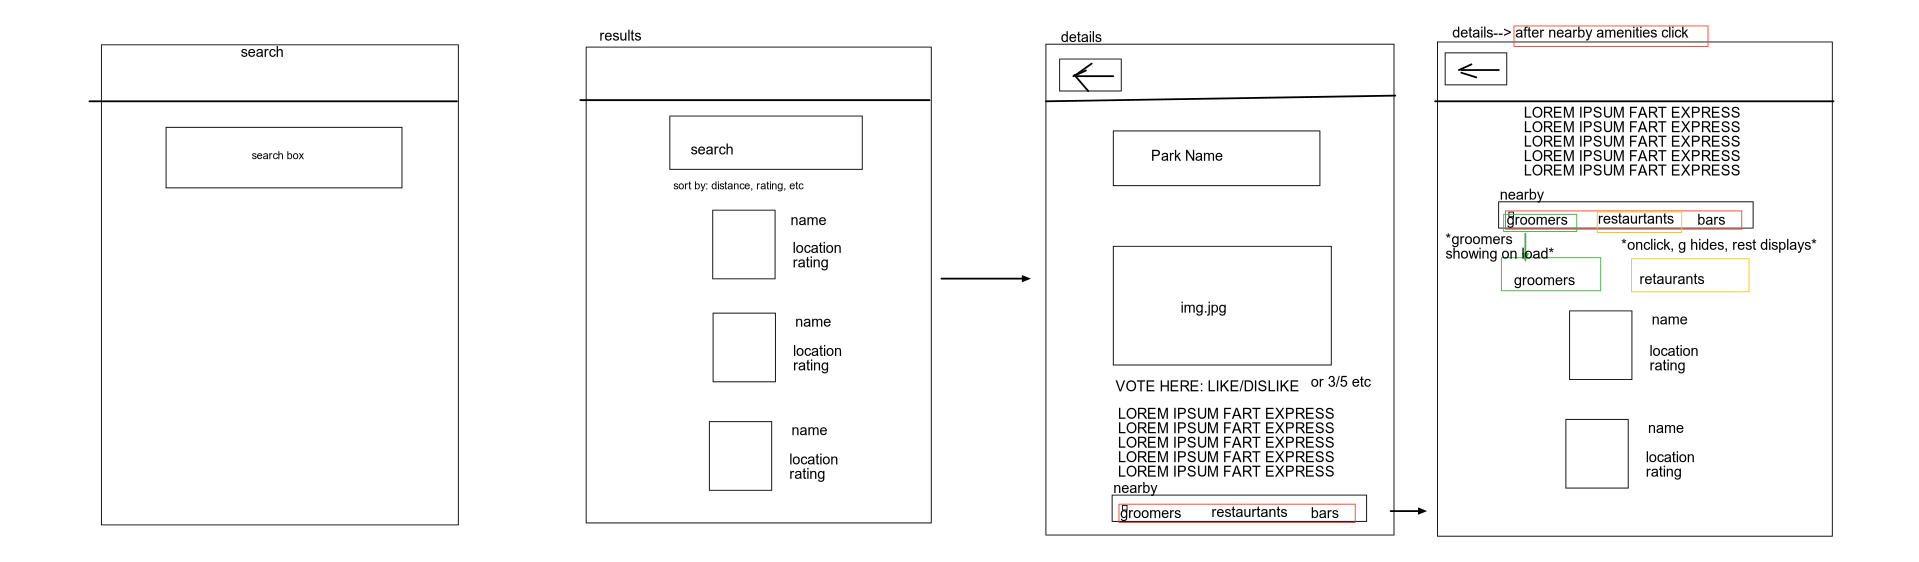 search
search box
results
search
sort by: distance, rating, etc
name
location
rating
name
location
rating
name
location
rating
details
Park Name
img.jpg
VOTE HERE: LIKE/DISLIKE
or 3/5 etc
LOREM IPSUM FART EXPRESS
LOREM IPSUM FART EXPRESS
LOREM IPSUM FART EXPRESS
LOREM IPSUM FART EXPRESS
LOREM IPSUM FART EXPRESS
nearby
groomers restaurtants bars
details--> after nearby amenities click
LOREM IPSUM FART EXPRESS
LOREM IPSUM FART EXPRESS
LOREM IPSUM FART EXPRESS
LOREM IPSUM FART EXPRESS
LOREM IPSUM FART EXPRESS
nearby
groomers restaurtants bars
*groomers
showing on load*
*onclick, g hides, rest displays*
groomers
retaurants
name
location
rating
name
location
rating